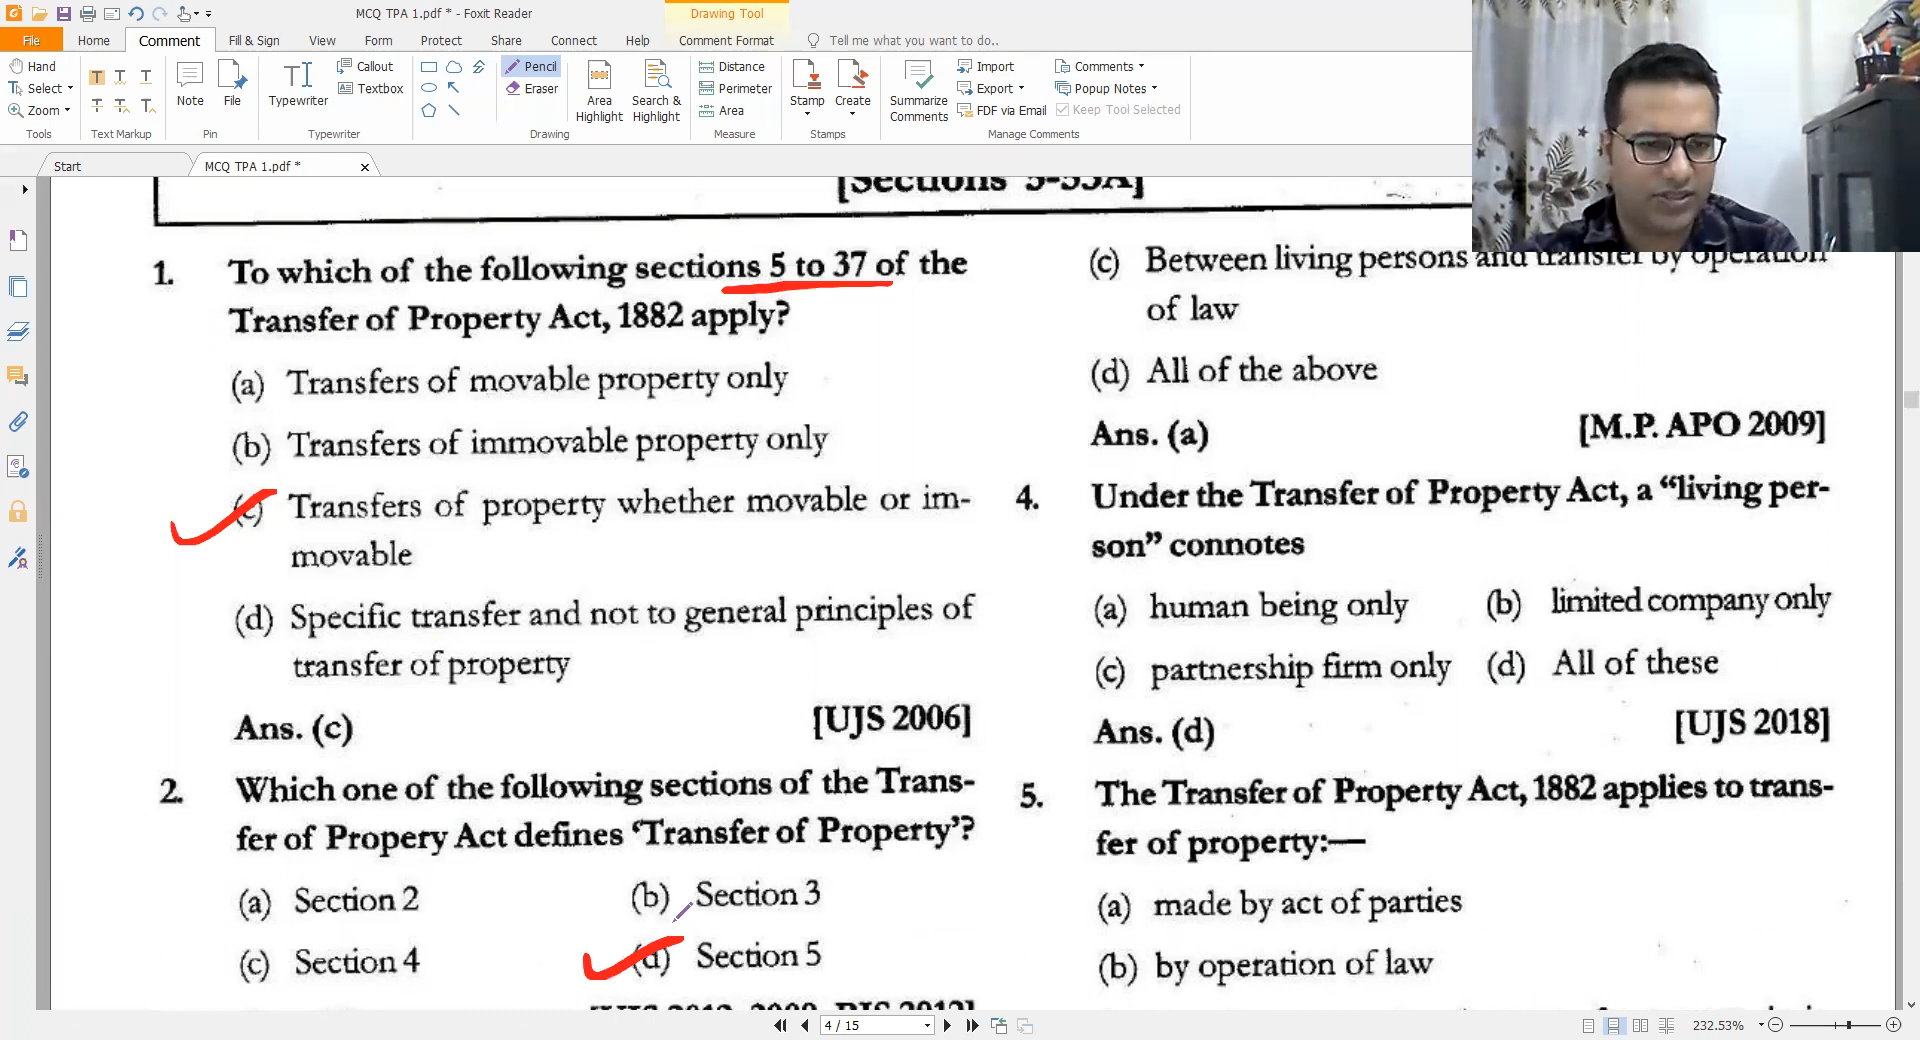 MCQ TPA 1.pdf * - Foxit Reader
Drawing Tool
File Home Comment Fill & Sign View Form Protect Share Connect Help Comment Format Tell me what you want to do..
Hand
Select
Zoom
Tools
Text Markup
Note
File
Pin
Typewriter
Callout
Textbox
Typewriter
Pencil
Eraser
Area Highlight
Search & Highlight
Drawing
Distance
Perimeter
Area
Measure
Stamp
Create
Stamps
Summarize Comments
Import
Export
FDF via Email
Comments
Popup Notes
Keep Tool Selected
Manage Comments
Start
MCQ TPA 1.pdf *
[Sections 5-53A]
1. To which of the following sections 5 to 37 of the
Transfer of Property Act, 1882 apply?
(a) Transfers of movable property only
(b) Transfers of immovable property only
(c) Transfers of property whether movable or im-
movable
(d) Specific transfer and not to general principles of
transfer of property
Ans. (c) [UJS 2006]
2. Which one of the following sections of the Trans-
fer of Propery Act defines ‘Transfer of Property’?
(a) Section 2 (b) Section 3
(c) Section 4 (d) Section 5
(c) Between living persons and transfer by operation
of law
(d) All of the above
Ans. (a) [M.P. APO 2009]
4. Under the Transfer of Property Act, a “living per-
son” connotes
(a) human being only (b) limited company only
(c) partnership firm only (d) All of these
Ans. (d) [UJS 2018]
5. The Transfer of Property Act, 1882 applies to trans-
fer of property:—
(a) made by act of parties
(b) by operation of law
4 / 15
232.53%